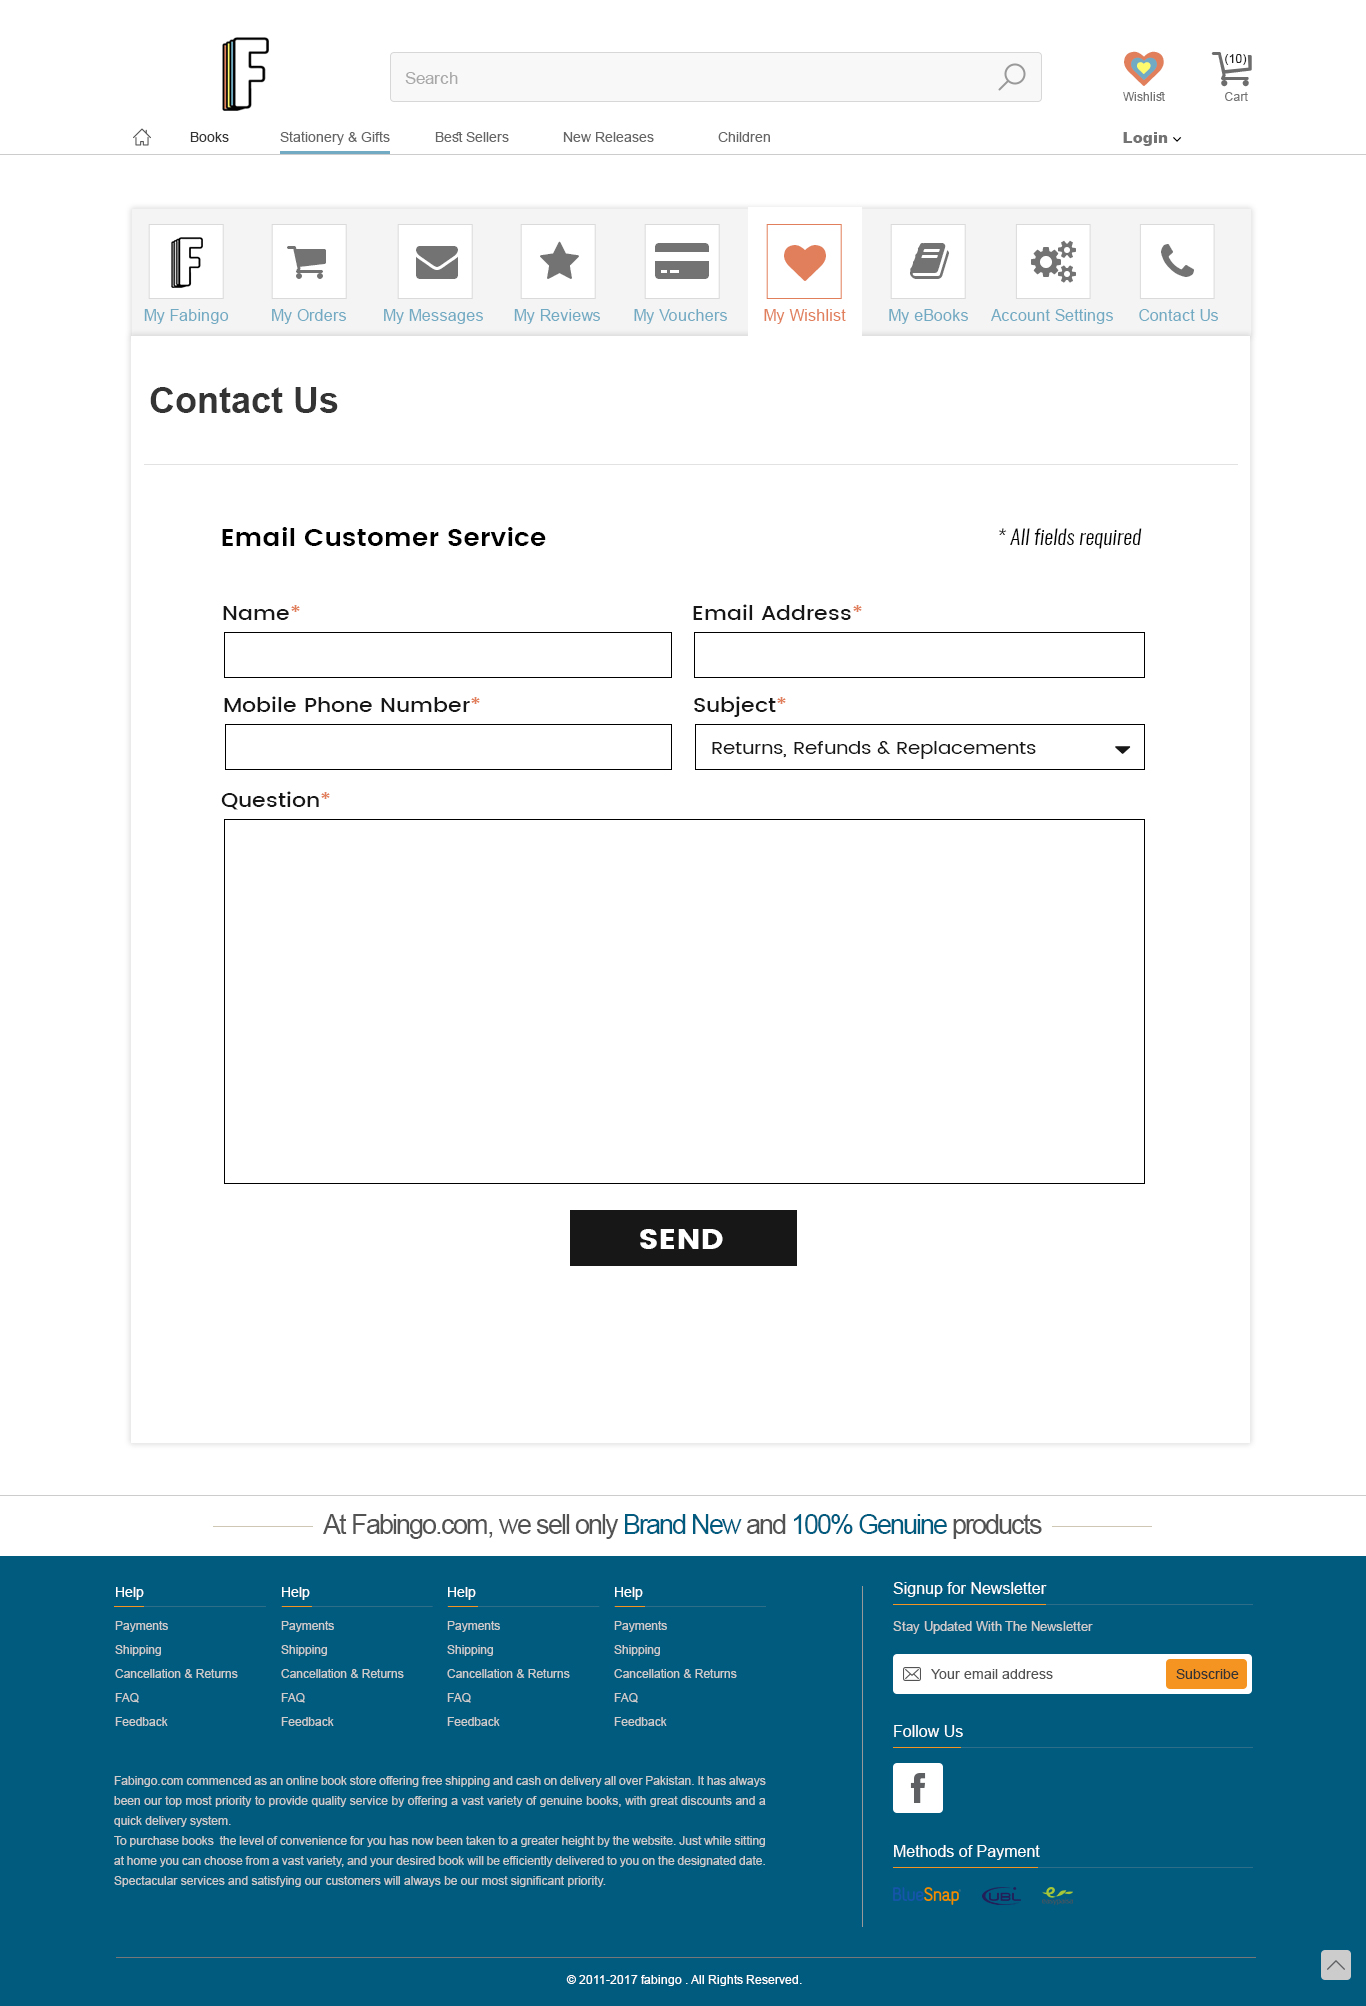 F
Search
Wishlist
(10)
Cart
Books
Stationery & Gifts
Best Sellers
New Releases
Children
Login
F
My Fabingo
My Orders
My Messages
My Reviews
My Vouchers
My Wishlist
My eBooks
Account Settings
Contact Us
Contact Us
Email Customer Service
* All fields required
Name*
Email Address*
Mobile Phone Number*
Subject*
Returns, Refunds & Replacements
Question*
SEND
At Fabingo.com, we sell only Brand New and 100% Genuine products
Help
Payments
Shipping
Cancellation & Returns
FAQ
Feedback
Help
Payments
Shipping
Cancellation & Returns
FAQ
Feedback
Help
Payments
Shipping
Cancellation & Returns
FAQ
Feedback
Help
Payments
Shipping
Cancellation & Returns
FAQ
Feedback
Fabingo.com commenced as an online book store offering free shipping and cash on delivery all over Pakistan. It has always
been our top most priority to provide quality service by offering a vast variety of genuine books, with great discounts and a
quick delivery system.
To purchase books the level of convenience for you has now been taken to a greater height by the website. Just while sitting
at home you can choose from a vast variety, and your desired book will be efficiently delivered to you on the designated date.
Spectacular services and satisfying our customers will always be our most significant priority.
Signup for Newsletter
Stay Updated With The Newsletter
Your email address
Subscribe
Follow Us
f
Methods of Payment
BlueSnap
UBL
© 2011-2017 fabingo . All Rights Reserved.